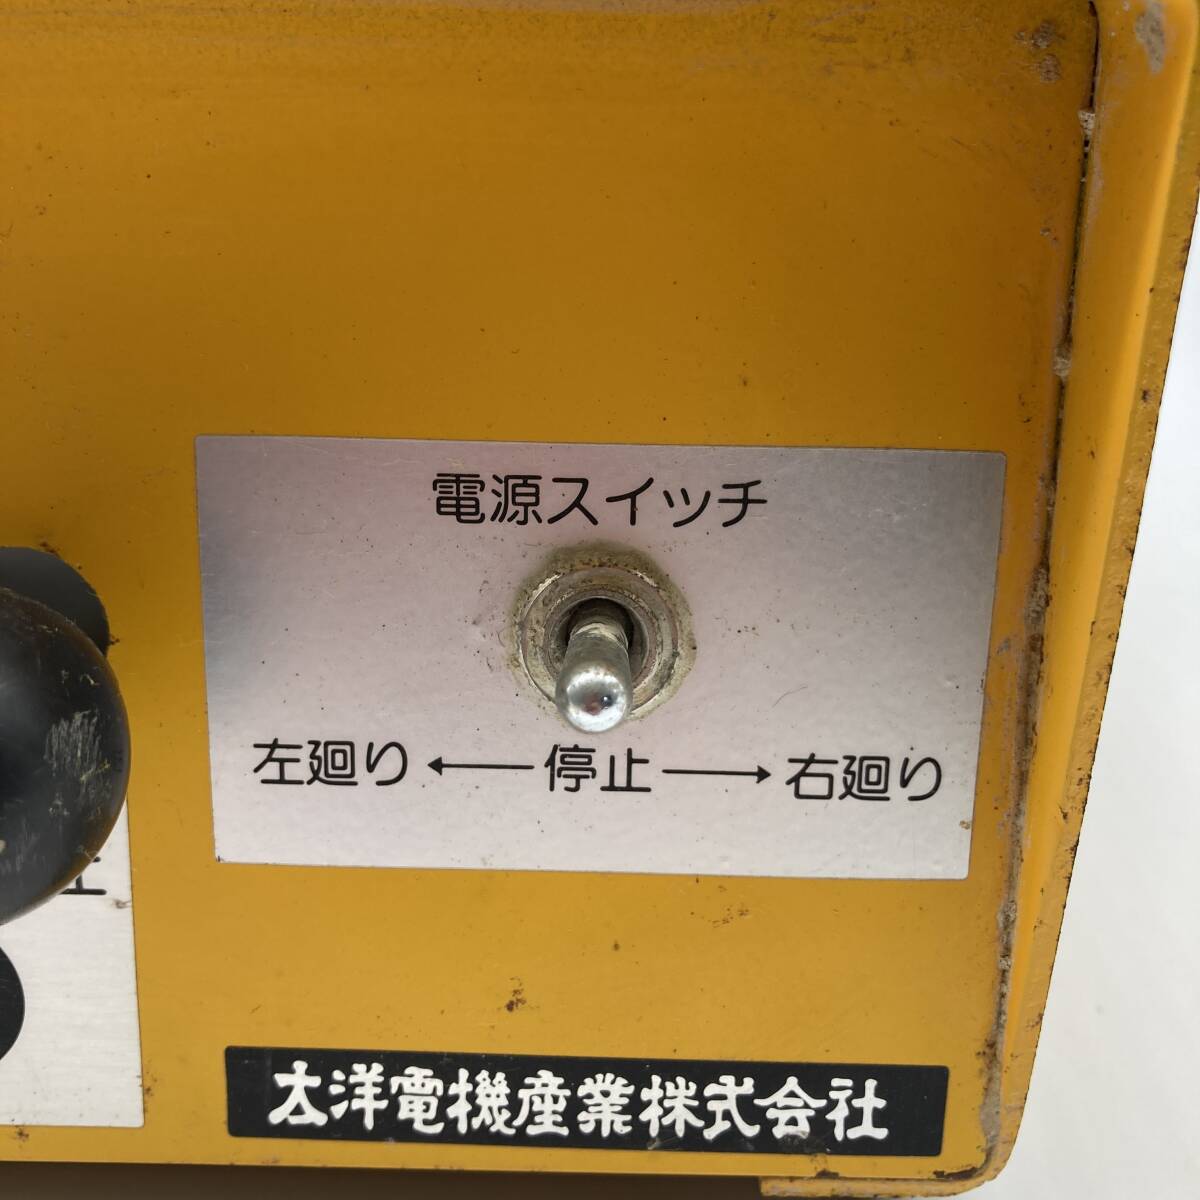 電源スイッチ
左廻り ← 停止 → 右廻り
太洋電機産業株式会社